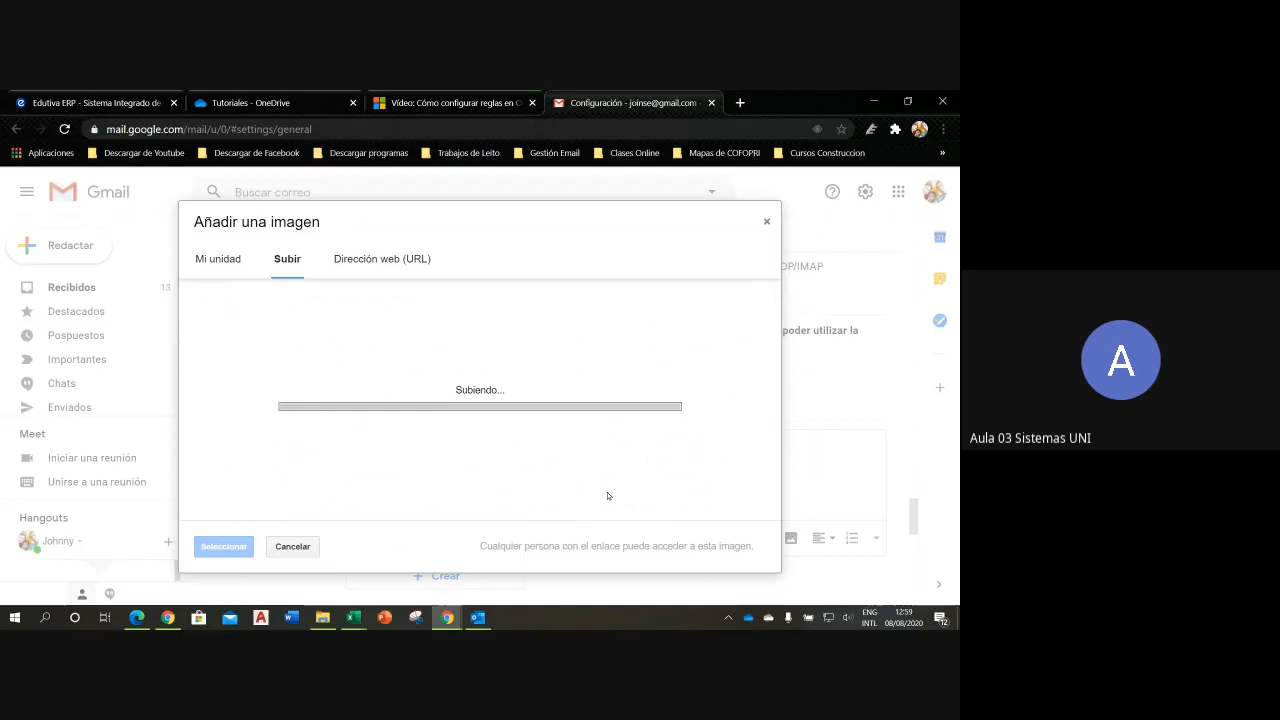 Edutiva ERP - Sistema Integrado de
Tutoriales - OneDrive
Vídeo: Cómo configurar reglas en O
Configuración - joinse@gmail.com -
mail.google.com/mail/u/0/#settings/general
Aplicaciones
Descargar de Youtube
Descargar de Facebook
Descargar programas
Trabajos de Leito
Gestión Email
Clases Online
Mapas de COFOPRI
Cursos Construccion
»
Gmail
Buscar correo
Redactar
Recibidos 13
Destacados
Pospuestos
Importantes
Chats
Enviados
Meet
Iniciar una reunión
Unirse a una reunión
Hangouts
Johnny
Añadir una imagen
Mi unidad
Subir
Dirección web (URL)
Subiendo...
Seleccionar
Cancelar
Cualquier persona con el enlace puede acceder a esta imagen.
OP/IMAP
poder utilizar la
Crear
31
A
Aula 03 Sistemas UNI
ENG
INTL
12:59
08/08/2020
12